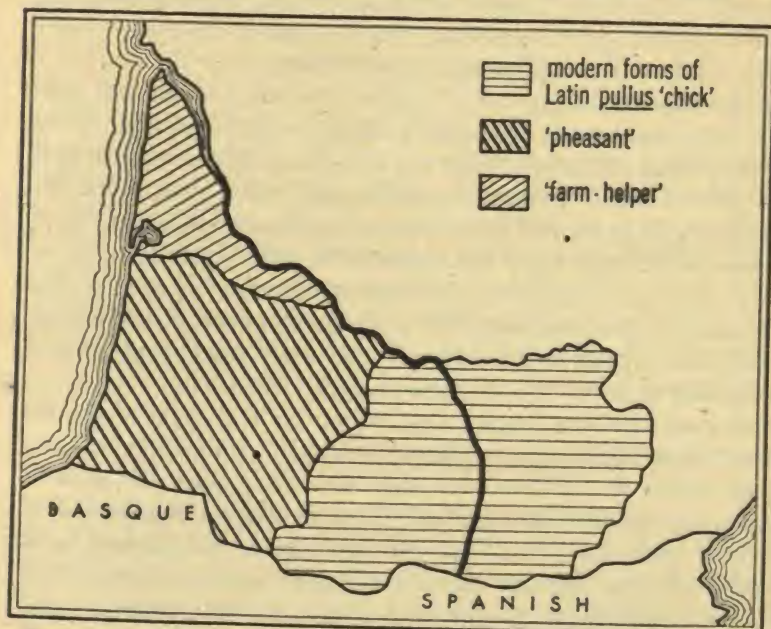 modern forms of
Latin pullus 'chick'
'pheasant'
'farm-helper'
BASQUE
SPANISH